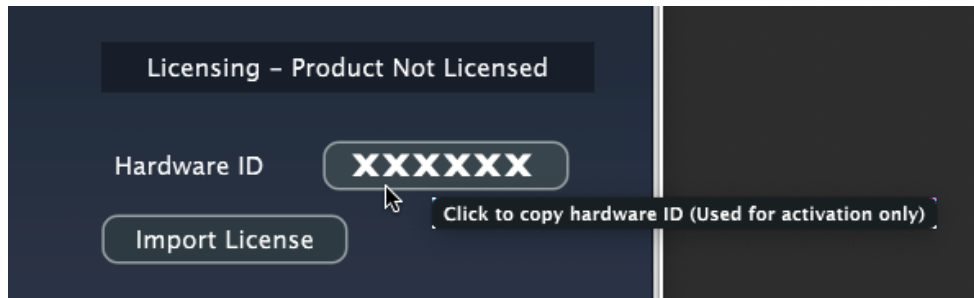 Licensing – Product Not Licensed
Hardware ID
XXXXXX
Click to copy hardware ID (Used for activation only)
Import License